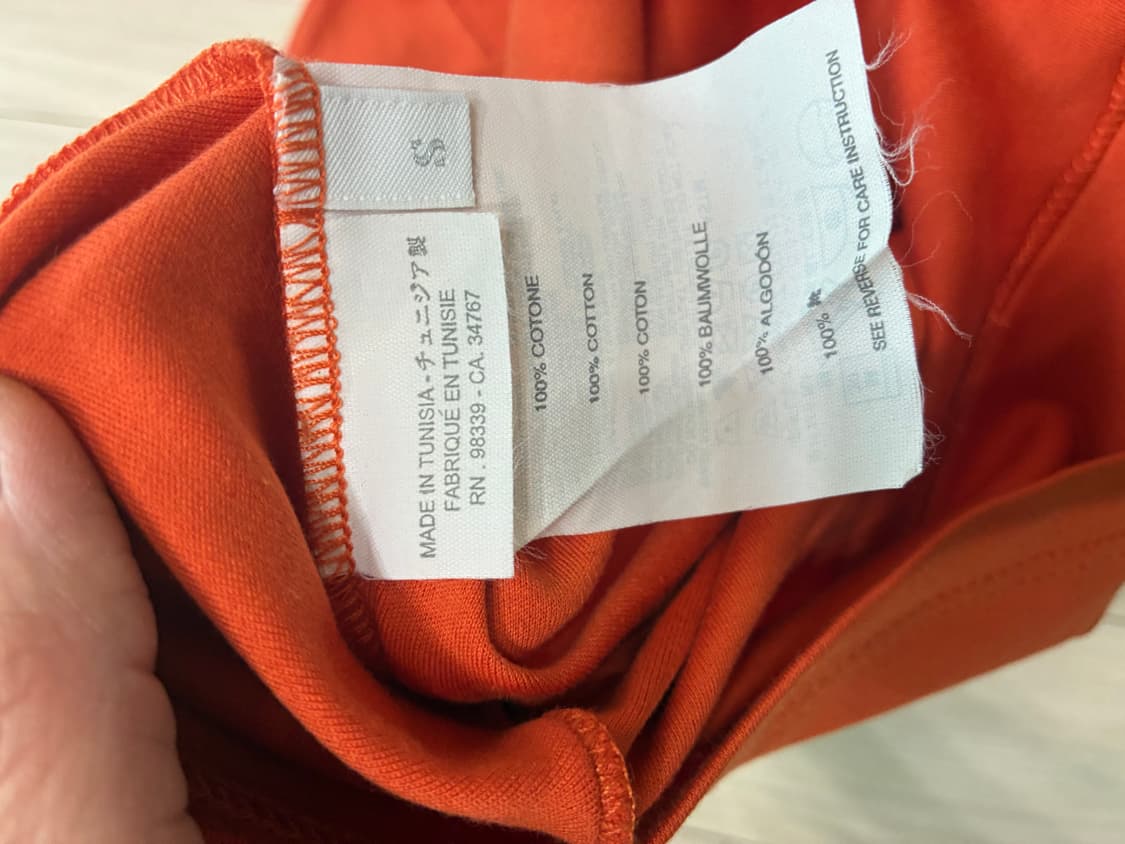 S
MADE IN TUNISIA - チュニジア製
FABRIQUÉ EN TUNISIE
RN . 98339 - CA. 34767
100% COTONE
100% COTTON
100% COTON
100% BAUMWOLLE
100% ALGODÓN
100% 綿
SEE REVERSE FOR CARE INSTRUCTION